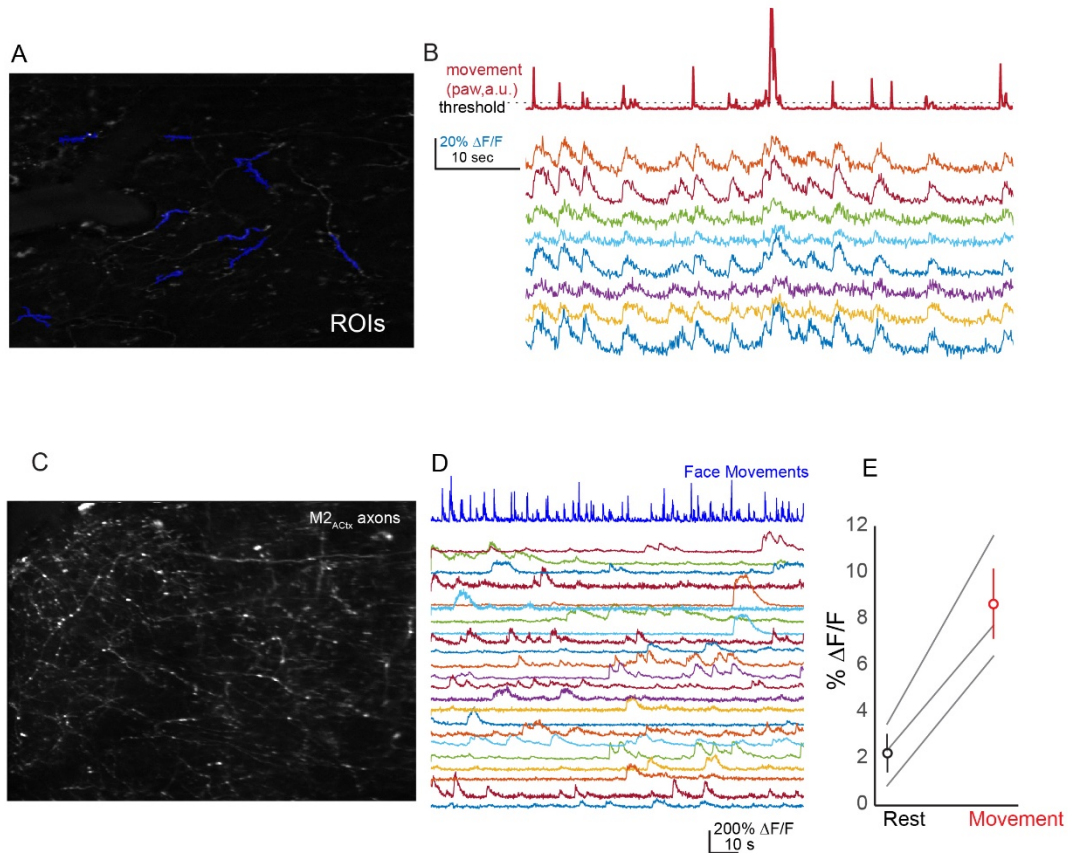 A
ROIs
B
movement
(paw,a.u.)
threshold
20% ΔF/F
10 sec
C
M2ACtx axons
D
Face Movements
200% ΔF/F
10 s
E
% ΔF/F
12
10
8
6
4
2
0
Rest
Movement